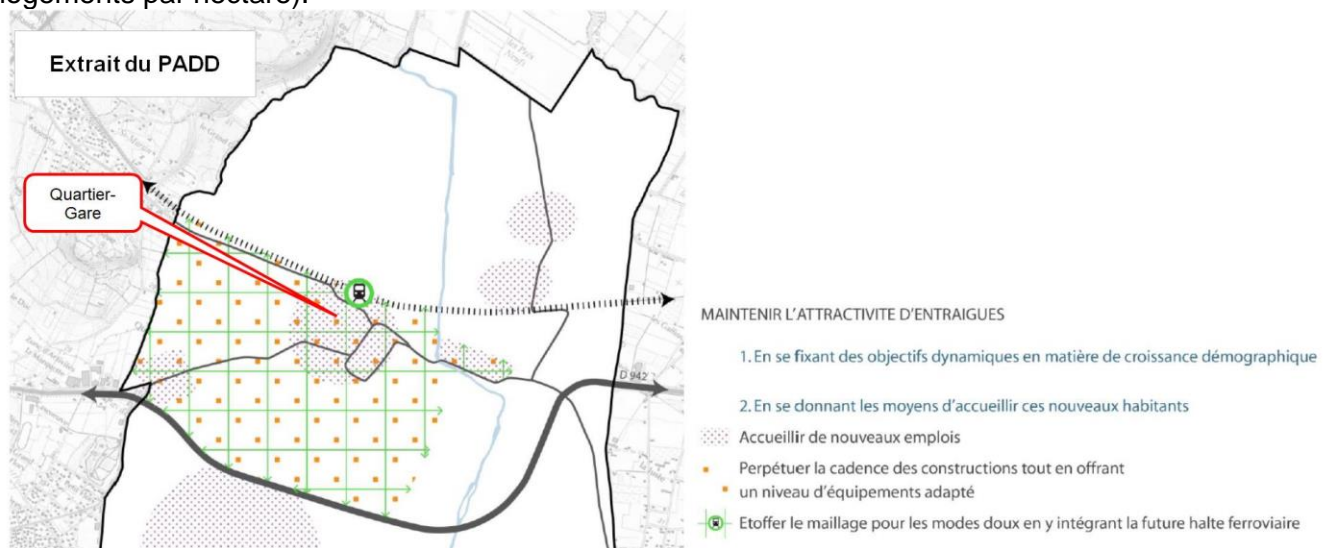 logements par hectare).
Extrait du PADD
Quartier-
Gare
D 942
MAINTENIR L'ATTRACTIVITE D'ENTRAIGUES
1. En se fixant des objectifs dynamiques en matière de croissance démographique
2. En se donnant les moyens d'accueillir ces nouveaux habitants
Accueillir de nouveaux emplois
Perpétuer la cadence des constructions tout en offrant
un niveau d'équipements adapté
Etoffer le maillage pour les modes doux en y intégrant la future halte ferroviaire